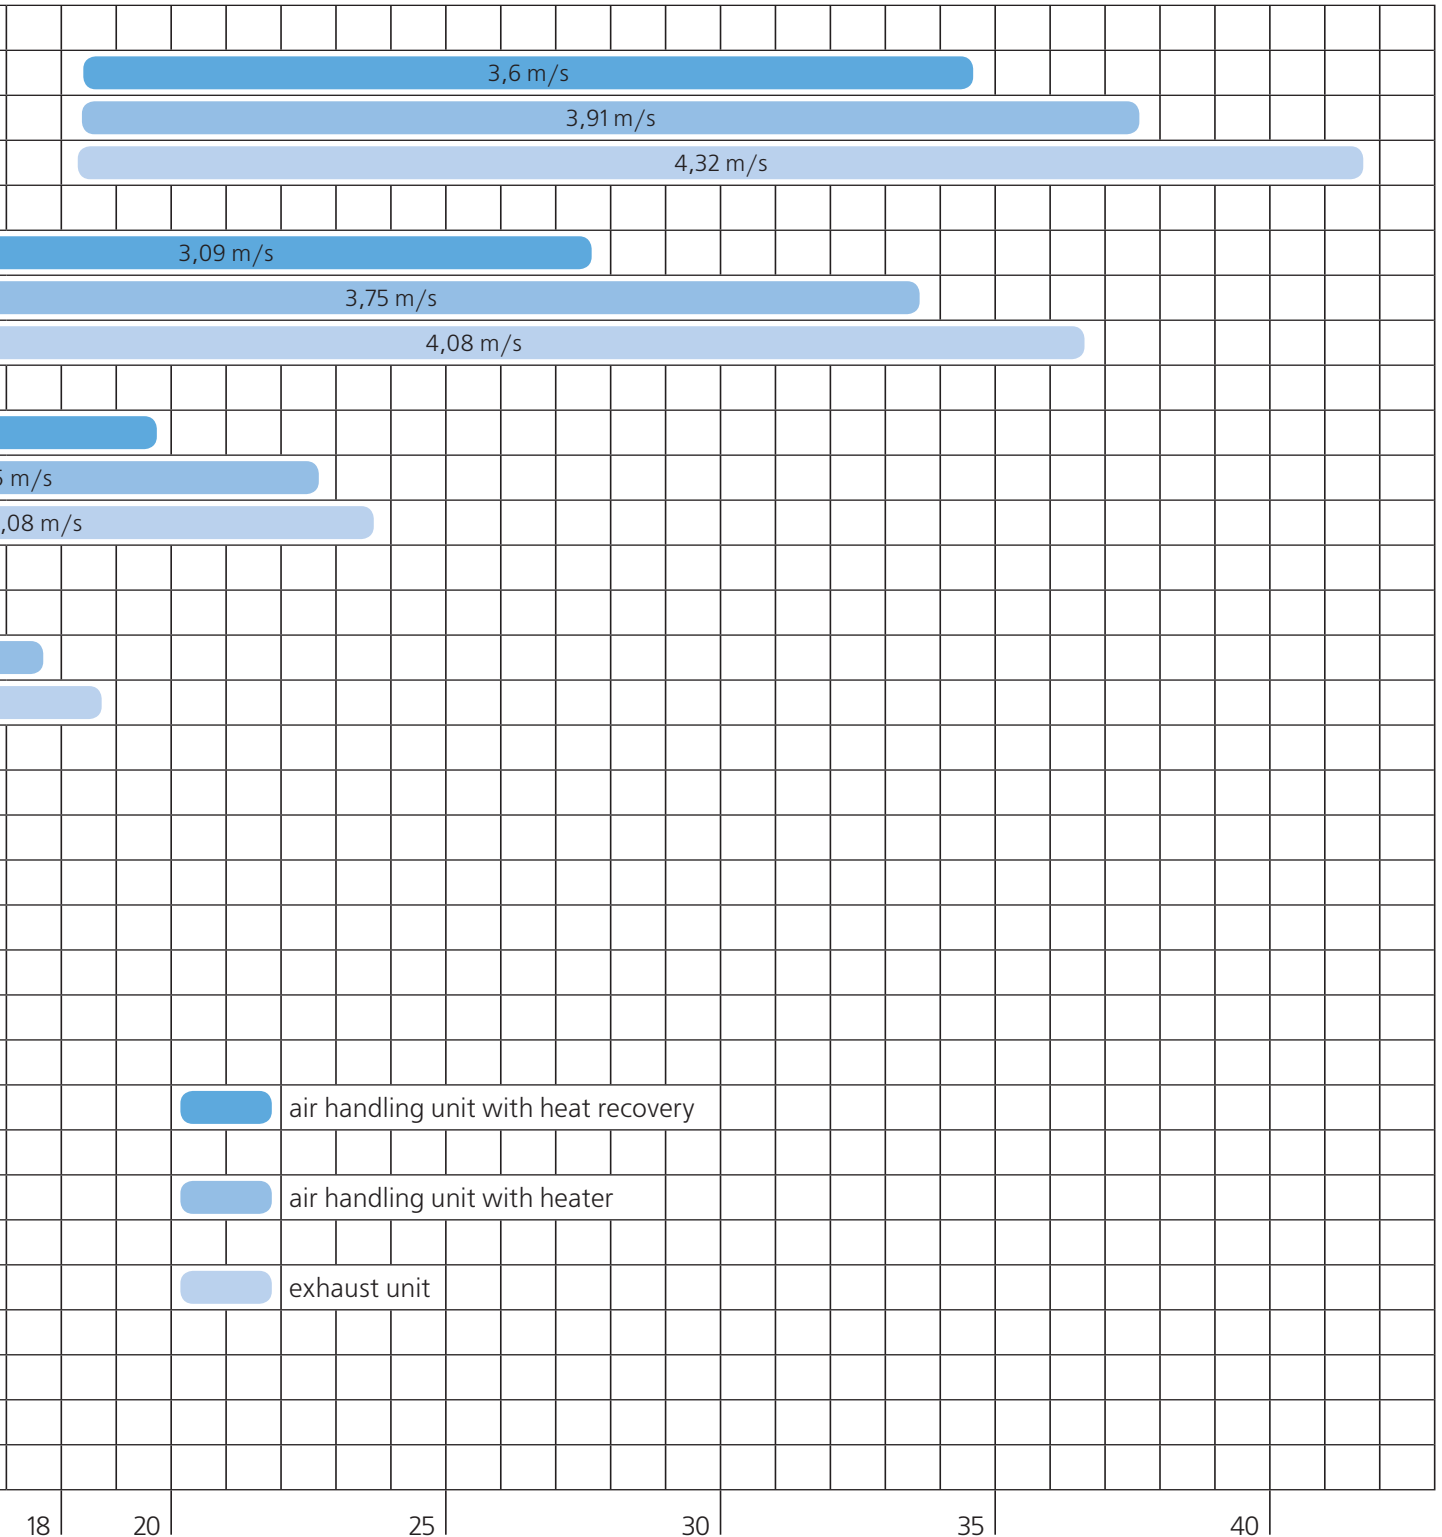 3,6 m/s
3,91 m/s
4,32 m/s
3,09 m/s
3,75 m/s
4,08 m/s
m/s
,08 m/s
air handling unit with heat recovery
air handling unit with heater
exhaust unit
18 20 25 30 35 40